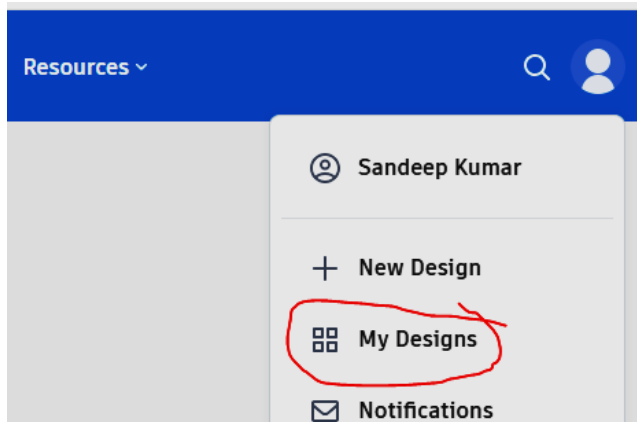 Resources
Sandeep Kumar
New Design
My Designs
Notifications